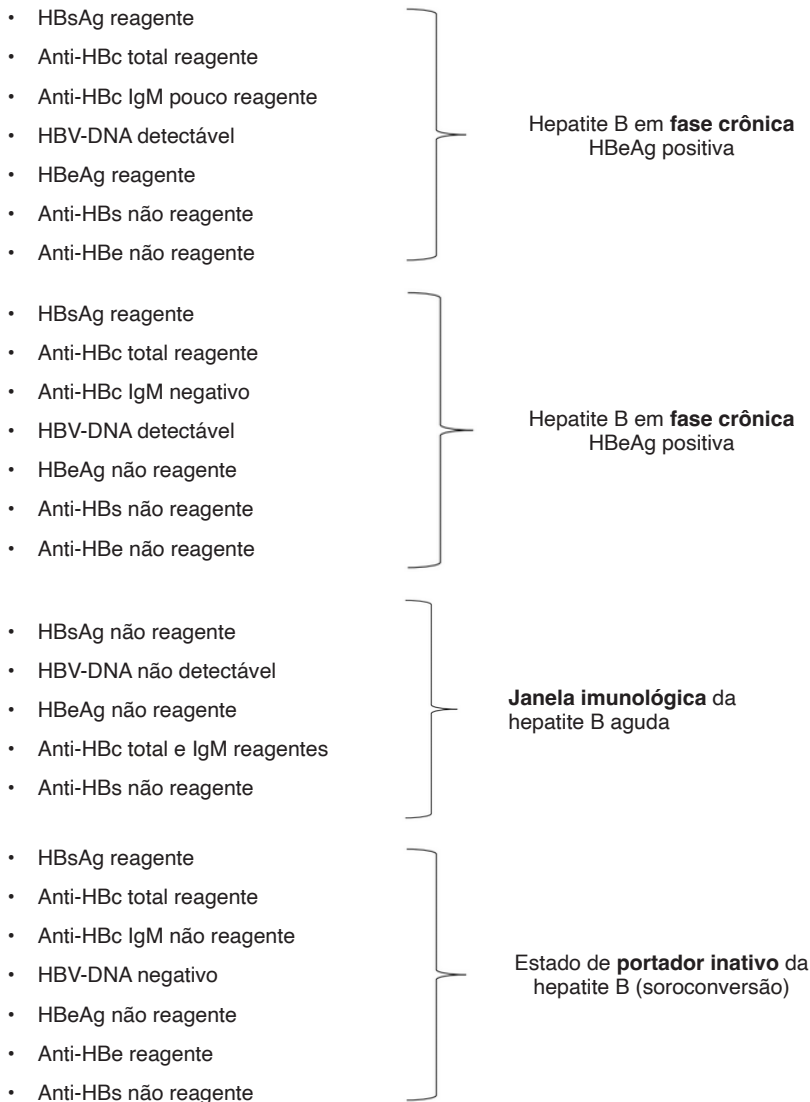 • HBsAg reagente
• Anti-HBc total reagente
• Anti-HBc IgM pouco reagente
• HBV-DNA detectável
• HBeAg reagente
• Anti-HBs não reagente
• Anti-HBe não reagente
Hepatite B em fase crônica
HBeAg positiva
• HBsAg reagente
• Anti-HBc total reagente
• Anti-HBc IgM negativo
• HBV-DNA detectável
• HBeAg não reagente
• Anti-HBs não reagente
• Anti-HBe não reagente
Hepatite B em fase crônica
HBeAg positiva
• HBsAg não reagente
• HBV-DNA não detectável
• HBeAg não reagente
• Anti-HBc total e IgM reagentes
• Anti-HBs não reagente
Janela imunológica da
hepatite B aguda
• HBsAg reagente
• Anti-HBc total reagente
• Anti-HBc IgM não reagente
• HBV-DNA negativo
• HBeAg não reagente
• Anti-HBe reagente
• Anti-HBs não reagente
Estado de portador inativo da
hepatite B (soroconversão)